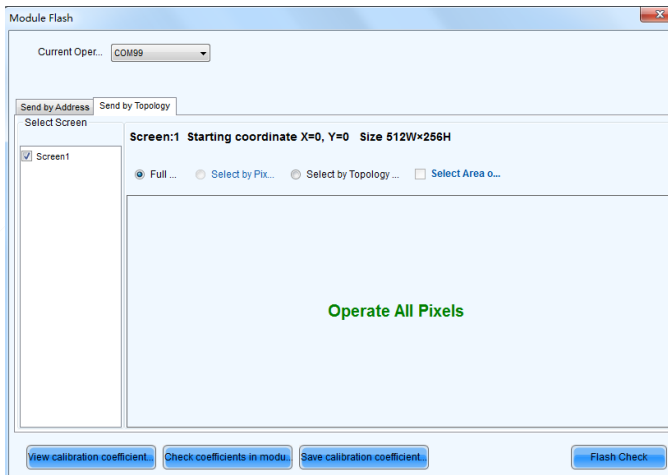 Module Flash
Current Oper... COM99
Send by Address Send by Topology
Select Screen
Screen:1 Starting coordinate X=0, Y=0 Size 512W×256H
Screen1
Full ... Select by Pix... Select by Topology ... Select Area o...
Operate All Pixels
View calibration coefficient... Check coefficients in modu... Save calibration coefficient... Flash Check